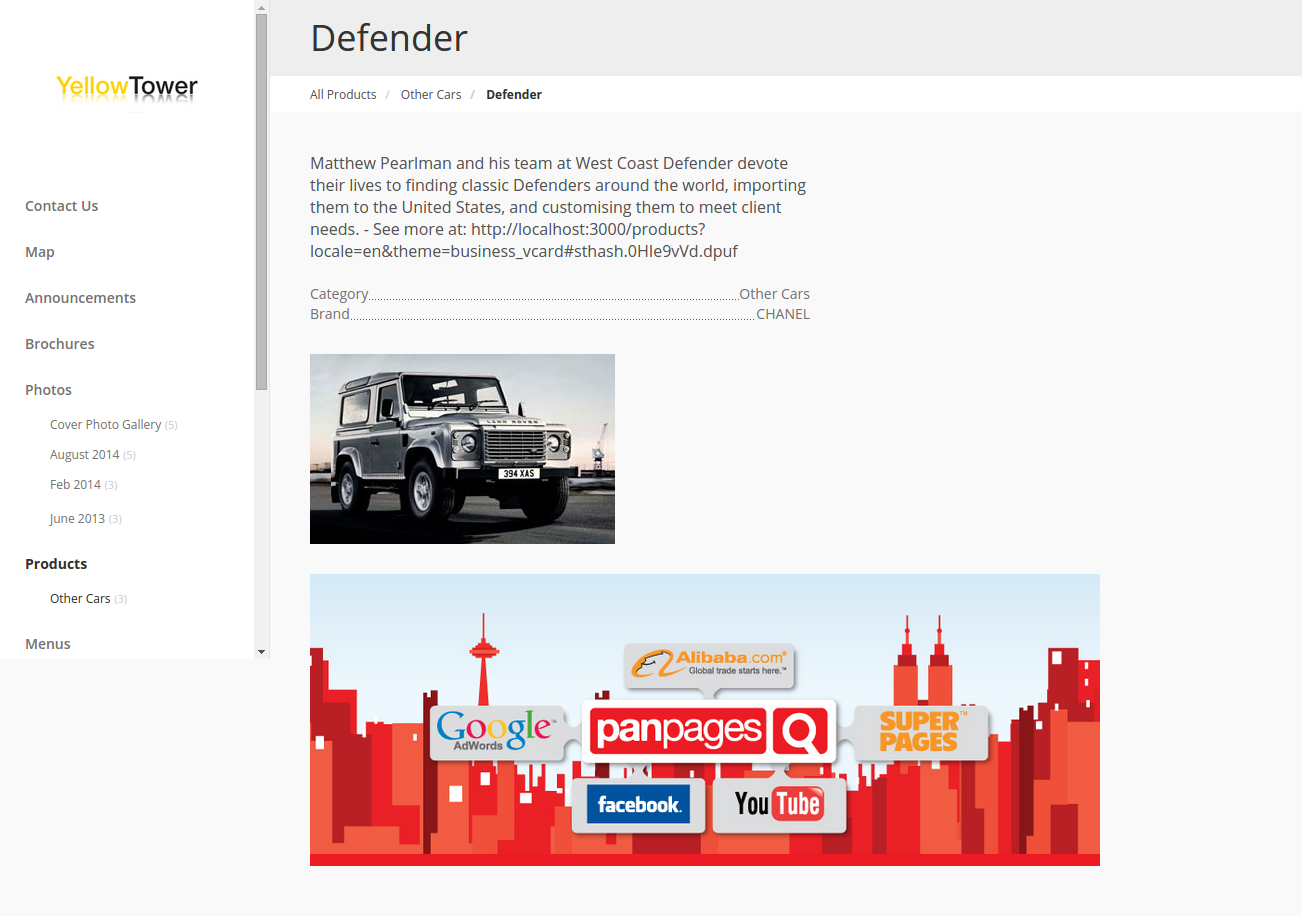 YellowTower
Contact Us
Map
Announcements
Brochures
Photos
Cover Photo Gallery (5)
August 2014 (5)
Feb 2014 (3)
June 2013 (3)
Products
Other Cars (3)
Menus
Defender
All Products / Other Cars / Defender
Matthew Pearlman and his team at West Coast Defender devote
their lives to finding classic Defenders around the world, importing
them to the United States, and customising them to meet client
needs. - See more at: http://localhost:3000/products?
locale=en&theme=business_vcard#sthash.0HIe9vVd.dpuf
Category Other Cars
Brand CHANEL
LAND ROVER
394 XAS
Alibaba.com®
Global trade starts here.™
Google™
AdWords
panpages
SUPER™
PAGES
facebook.
YouTube